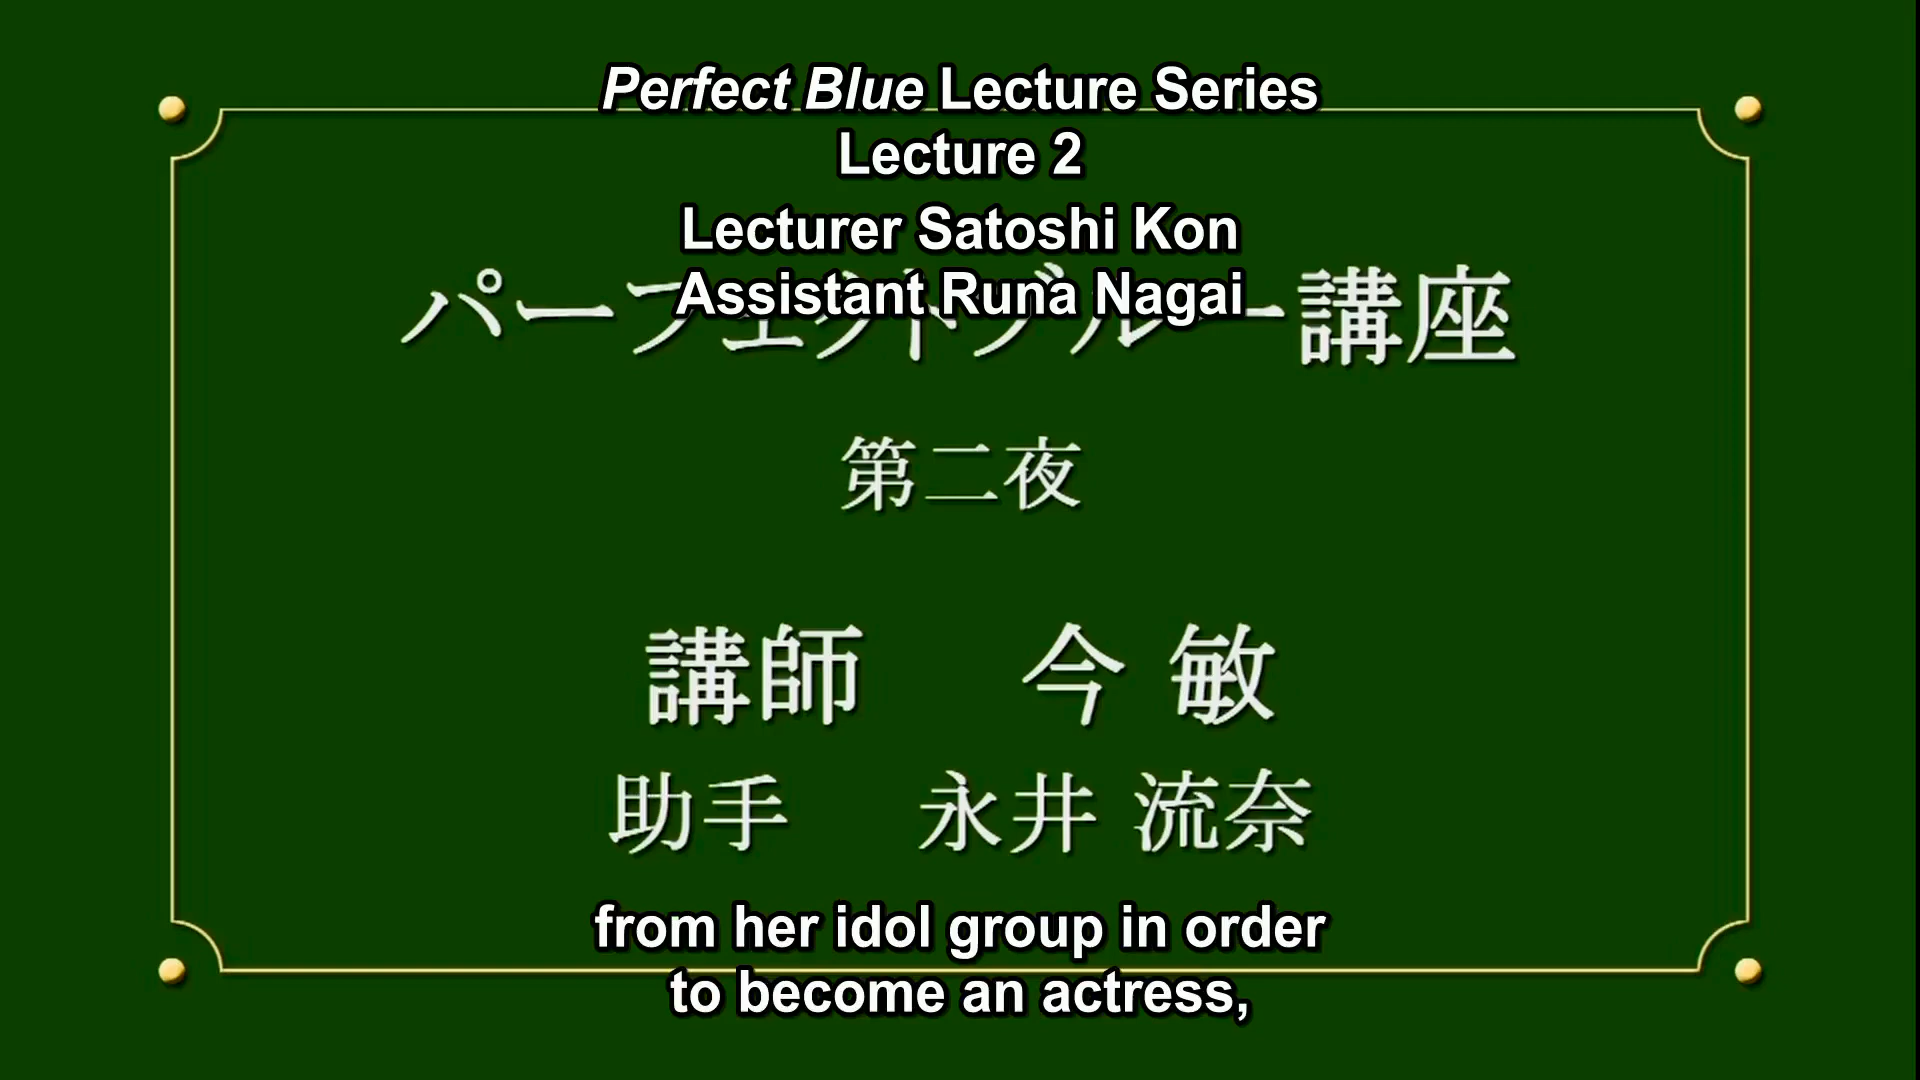 Perfect Blue Lecture Series
Lecture 2
Lecturer Satoshi Kon
Assistant Runa Nagai
パーフェクトブルー講座
第二夜
講師 今 敏
助手 永井 流奈
from her idol group in order
to become an actress,